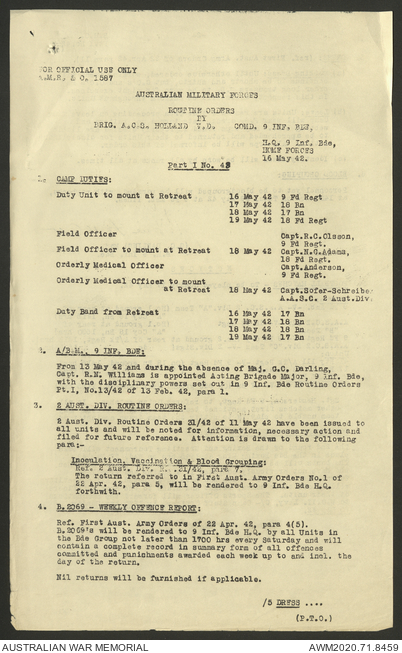 FOR OFFICIAL USE ONLY
A.M.R. & C. 1587
AUSTRALIAN MILITARY FORCES
ROUTINE ORDERS
BY
BRIG. A.C.S. HOLLAND V.D. COMD. 9 INF. BDE.
H.Q. 9 Inf. Bde,
HOME FORCES
16 May 42.
Part I No. 43
1. CAMP DUTIES:
Duty Unit to mount at Retreat 16 May 42 9 Fd Regt
17 May 42 18 Bn
18 May 42 17 Bn
19 May 42 18 Fd Regt
Field Officer Capt.R.C.Olsson,
9 Fd Regt.
Field Officer to mount at Retreat 18 May 42 Capt.N.G.Adams,
18 Fd Regt.
Orderly Medical Officer Capt.Anderson,
9 Fd Regt.
Orderly Medical Officer to mount
at Retreat 18 May 42 Capt.Sofer-Schreiber
A.A.S.C. 2 Aust.Div.
Duty Band from Retreat 16 May 42 17 Bn
17 May 42 18 Bn
18 May 42 17 Bn
19 May 42 18 Bn
2. A/B.M., 9 INF. BDE:
From 13 May 42 and during the absence of Maj. G.C. Darling,
Capt. R.N. Williams is appointed Acting Brigade Major, 9 Inf. Bde,
with the disciplinary powers set out in 9 Inf. Bde Routine Orders
Pt.I, No.13/42 of 13 Feb. 42, para 1.
3. 2 AUST. DIV. ROUTINE ORDERS:
2 Aust. Div. Routine Orders 31/42 of 11 May 42 have been issued to
all units and will be noted for information, necessary action and
filed for future reference. Attention is drawn to the following
para:-
Inoculation, Vaccination & Blood Grouping:
Ref. 2 Aust. Div. R. 31/42, para 7.
The return referred to in First Aust. Army Orders No.1 of
22 Apr. 42, para 5, will be rendered to 9 Inf. Bde H.Q.
forthwith.
4. B.2069 - WEEKLY OFFENCE REPORT:
Ref. First Aust. Army Orders of 22 Apr. 42, para 4(5).
B.2069's will be rendered to 9 Inf. Bde H.Q. by all Units in
the Bde Group not later than 1700 hrs every Saturday and will
contain a complete record in summary form of all offences
committed and punishments awarded each week up to and incl. the
day of the return.
Nil returns will be furnished if applicable.
/5 DRESS ....
(P.T.O.)
AUSTRALIAN WAR MEMORIAL AWM2020.71.8459